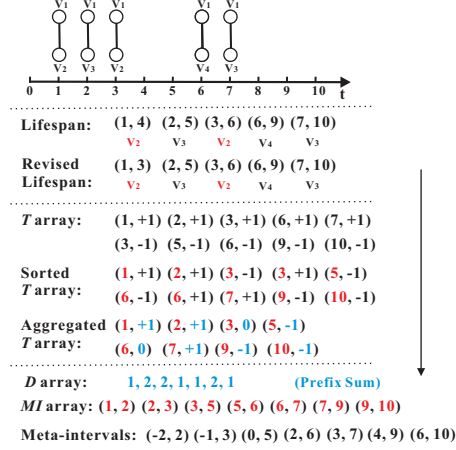 V1 V1 V1 V1 V1
V2 V3 V2 V4 V3
0 1 2 3 4 5 6 7 8 9 10 t
Lifespan: (1, 4) (2, 5) (3, 6) (6, 9) (7, 10)
V2 V3 V2 V4 V3
Revised (1, 3) (2, 5) (3, 6) (6, 9) (7, 10)
Lifespan: V2 V3 V2 V4 V3
T array: (1, +1) (2, +1) (3, +1) (6, +1) (7, +1)
(3, -1) (5, -1) (6, -1) (9, -1) (10, -1)
Sorted (1, +1) (2, +1) (3, -1) (3, +1) (5, -1)
T array: (6, -1) (6, +1) (7, +1) (9, -1) (10, -1)
Aggregated (1, +1) (2, +1) (3, 0) (5, -1)
T array: (6, 0) (7, +1) (9, -1) (10, -1)
D array: 1, 2, 2, 1, 1, 2, 1 (Prefix Sum)
MI array: (1, 2) (2, 3) (3, 5) (5, 6) (6, 7) (7, 9) (9, 10)
Meta-intervals: (-2, 2) (-1, 3) (0, 5) (2, 6) (3, 7) (4, 9) (6, 10)